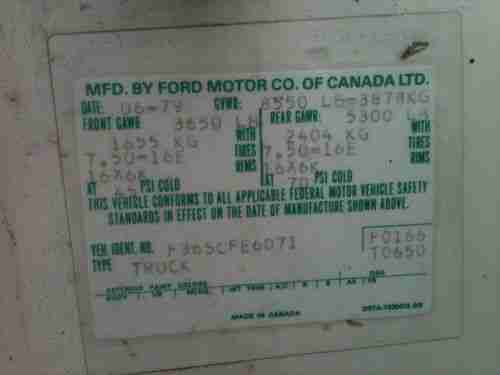 MFD. BY FORD MOTOR CO. OF CANADA LTD.
DATE: 06-79 GVWR: 8550 LB-3878KG
FRONT GAWR: 3650 LB REAR GAWR: 5300 LB
1655 KG WITH 2404 KG WITH
7.50-16E TIRES 7.50-16E TIRES
16X6K RIMS 16X6K RIMS
AT PSI COLD AT PSI COLD
THIS VEHICLE CONFORMS TO ALL APPLICABLE FEDERAL MOTOR VEHICLE SAFETY
STANDARDS IN EFFECT ON THE DATE OF MANUFACTURE SHOWN ABOVE.
VEH. IDENT. NO. F36SCFE6071 F0166
TYPE TRUCK T0650
MADE IN CANADA